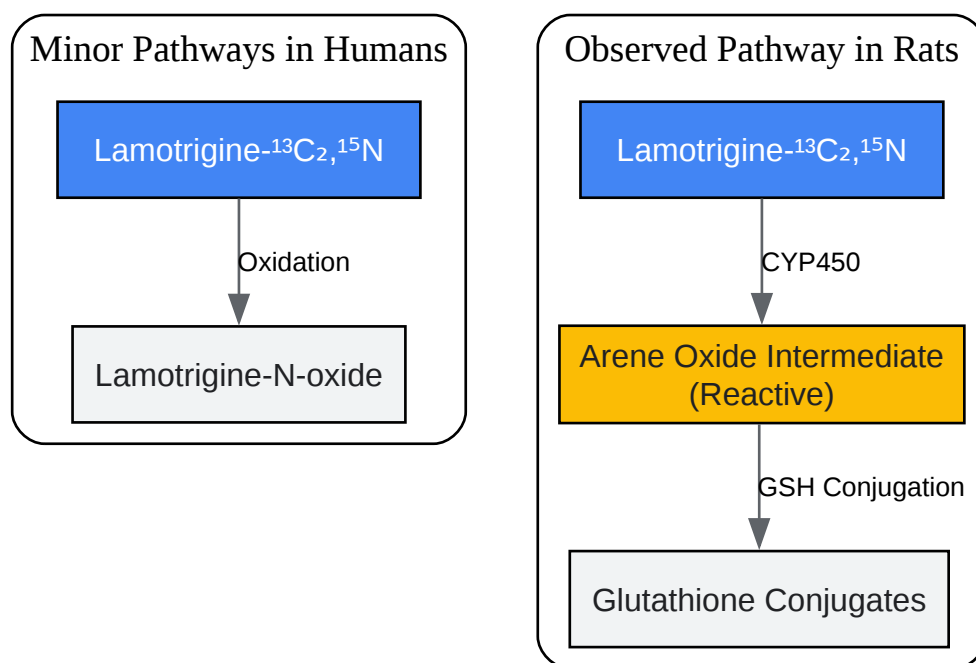 Minor Pathways in Humans
Lamotrigine-¹³C₂,¹⁵N
Oxidation
Lamotrigine-N-oxide
Observed Pathway in Rats
Lamotrigine-¹³C₂,¹⁵N
CYP450
Arene Oxide Intermediate
(Reactive)
GSH Conjugation
Glutathione Conjugates